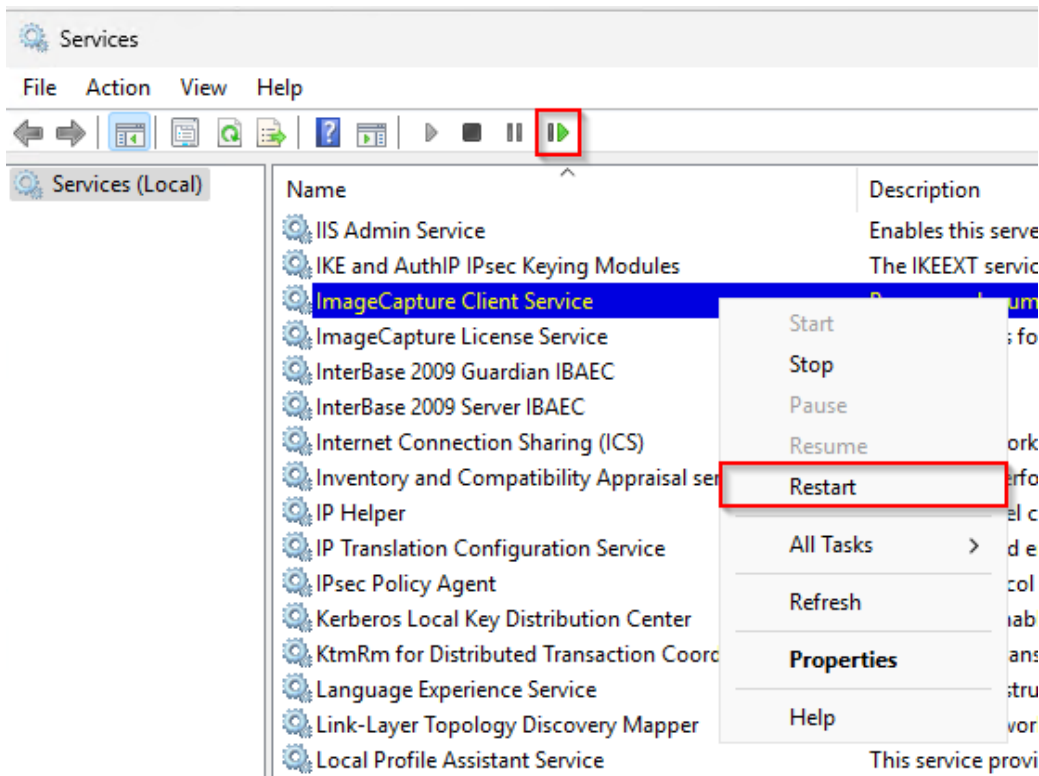 Services
File Action View Help
Services (Local)
Name Description
IIS Admin Service Enables this serve
IKE and AuthIP IPsec Keying Modules The IKEEXT servic
ImageCapture Client Service
Start
ImageCapture License Service
Stop
InterBase 2009 Guardian IBAEC
InterBase 2009 Server IBAEC
Pause
Internet Connection Sharing (ICS)
Resume
Inventory and Compatibility Appraisal ser
Restart
IP Helper
IP Translation Configuration Service
All Tasks
IPsec Policy Agent
Refresh
Kerberos Local Key Distribution Center
KtmRm for Distributed Transaction Coord
Properties
Language Experience Service
Link-Layer Topology Discovery Mapper
Help
Local Profile Assistant Service This service provi